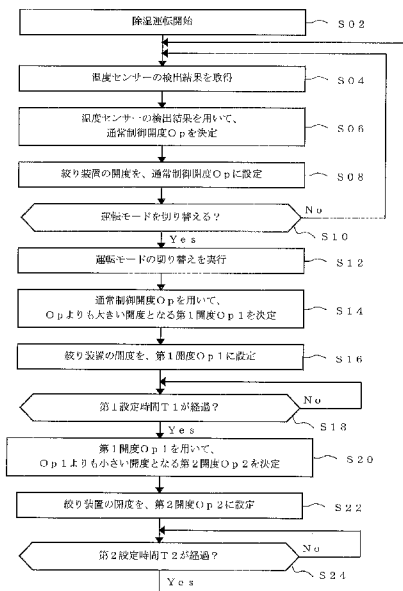 除湿運転開始
S02
温度センサーの検出結果を取得
S04
温度センサーの検出結果を用いて、
通常制御開度Opを決定
S06
絞り装置の開度を、通常制御開度Opに設定
S08
運転モードを切り替える?
No
S10
Yes
運転モードの切り替えを実行
S12
通常制御開度Opを用いて、
Opよりも大きい開度となる第1開度Op1を決定
S14
絞り装置の開度を、第1開度Op1に設定
S16
第1設定時間T1が経過?
No
S18
Yes
第1開度Op1を用いて、
Op1よりも小さい開度となる第2開度Op2を決定
S20
絞り装置の開度を、第2開度Op2に設定
S22
第2設定時間T2が経過?
No
S24
Yes